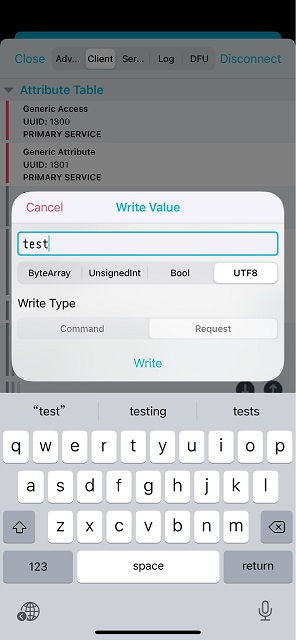 Close Adv... Client Ser... Log DFU Disconnect
Attribute Table
Generic Access
UUID: 1800
PRIMARY SERVICE
Generic Attribute
UUID: 1801
PRIMARY SERVICE
Cancel Write Value
test
ByteArray UnsignedInt Bool UTF8
Write Type
Command Request
Write
“test” testing tests
q w e r t y u i o p
a s d f g h j k l
z x c v b n m
123 space return